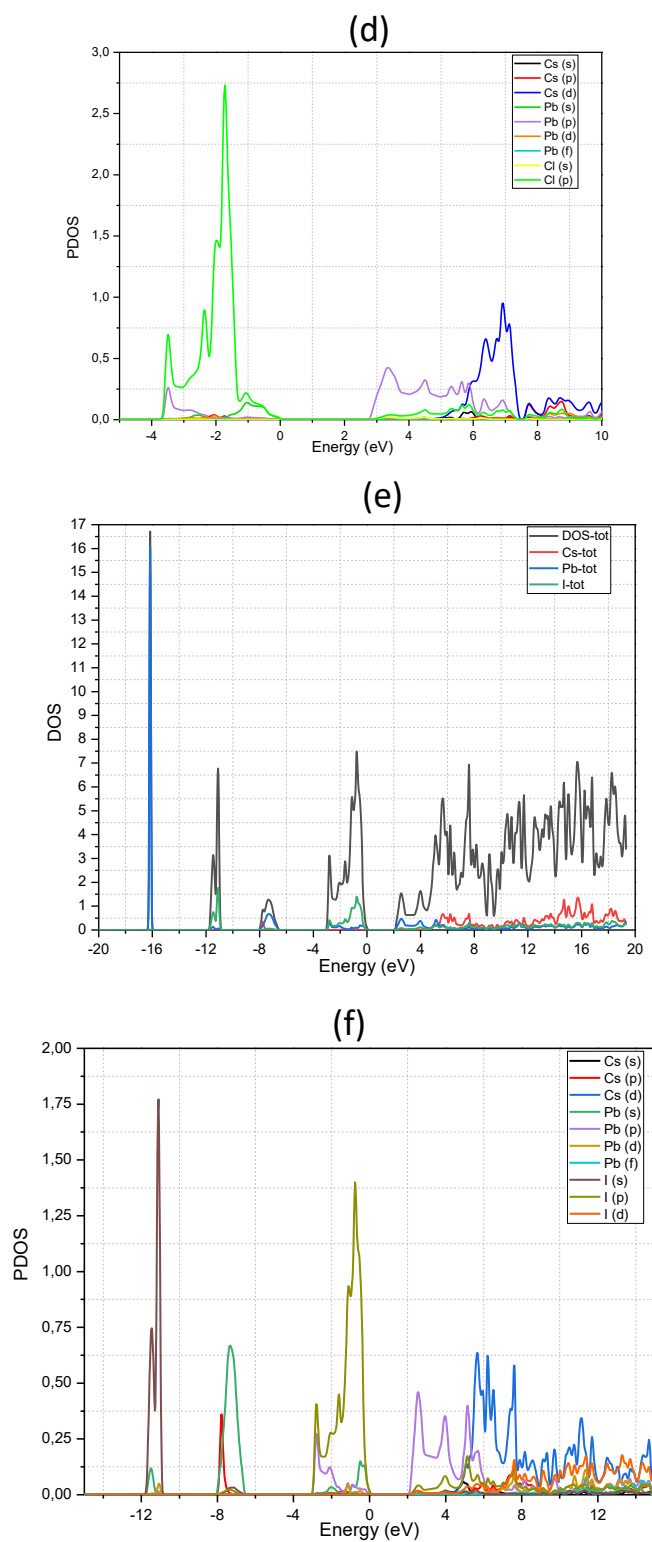 (d)
3,0
2,5
2,0
1,5
1,0
0,5
0,0
PDOS
Cs (s)
Cs (p)
Cs (d)
Pb (s)
Pb (p)
Pb (d)
Pb (f)
Cl (s)
Cl (p)
-4 -2 0 2 4 6 8 10
Energy (eV)
(e)
17
16
15
14
13
12
11
10
9
8
7
6
5
4
3
2
1
0
DOS
DOS-tot
Cs-tot
Pb-tot
I-tot
-20 -16 -12 -8 -4 0 4 8 12 16 20
Energy (eV)
(f)
2,00
1,75
1,50
1,25
1,00
0,75
0,50
0,25
0,00
PDOS
Cs (s)
Cs (p)
Cs (d)
Pb (s)
Pb (p)
Pb (d)
Pb (f)
I (s)
I (p)
I (d)
-12 -8 -4 0 4 8 12
Energy (eV)